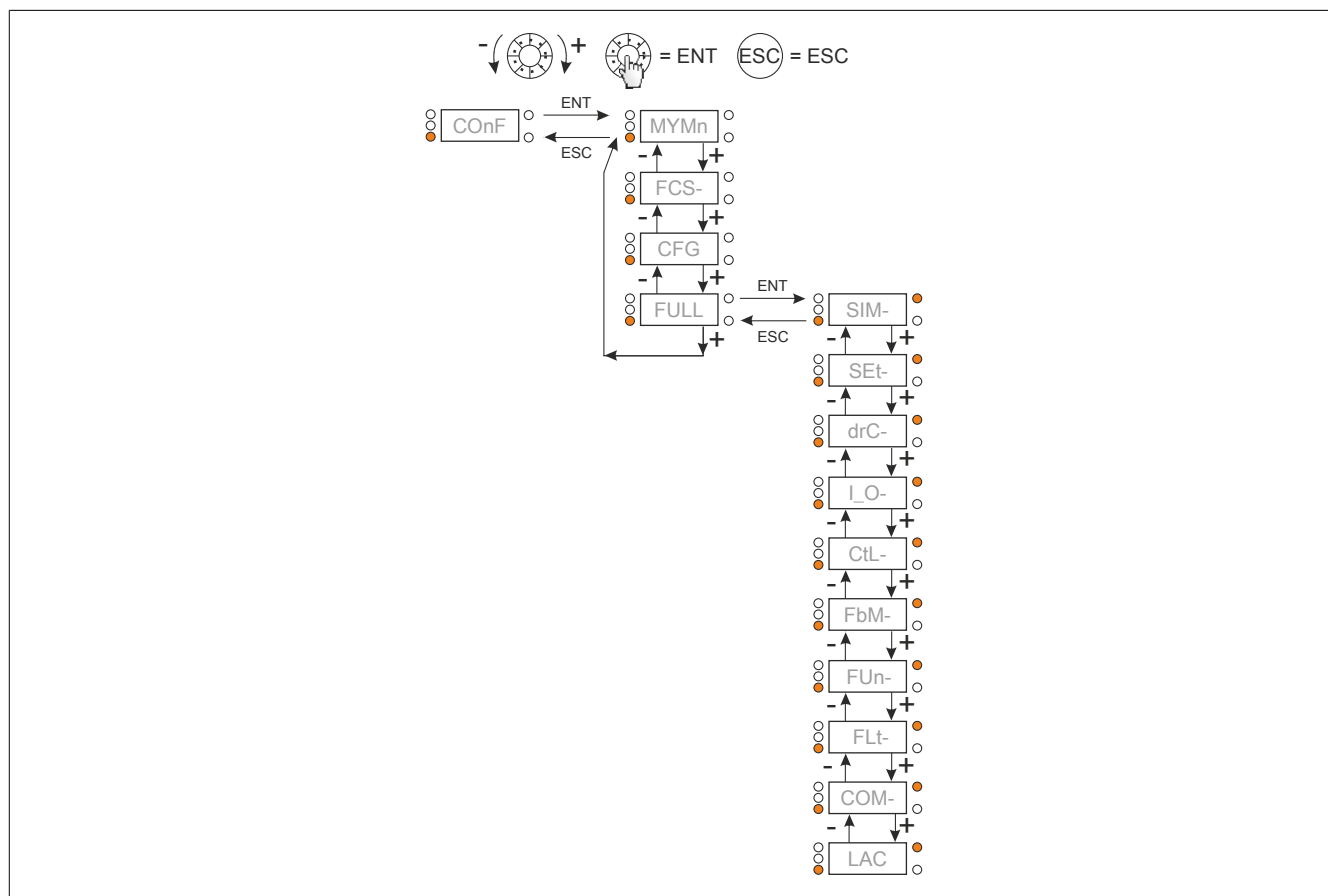 - + = ENT ESC = ESC
COnF ENT MYMn
ESC
- +
FCS-
- +
CFG
- +
FULL ENT SIM-
+ ESC - +
SEt-
- +
drC-
- +
I_O-
- +
CtL-
- +
FbM-
- +
FUn-
- +
FLt-
- +
COM-
- +
LAC